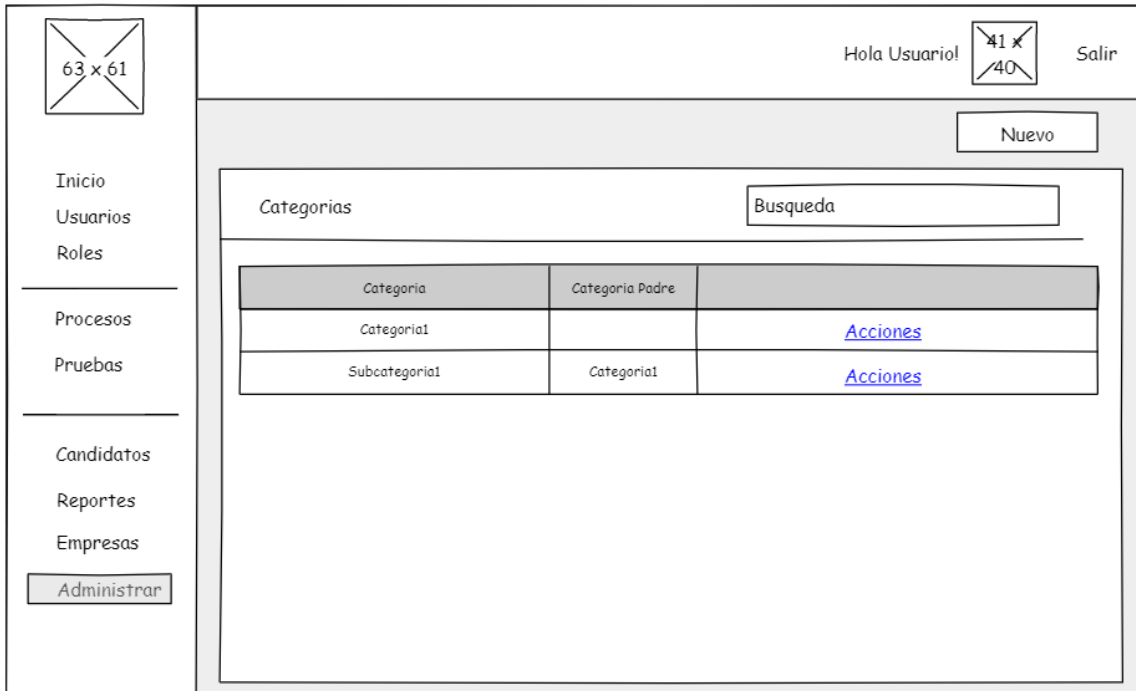 63 x 61
Hola Usuario!
41 x
40
Salir
Nuevo
Inicio
Usuarios
Roles
Procesos
Pruebas
Candidatos
Reportes
Empresas
Administrar
Categorias
Busqueda
Categoria Categoria Padre
Categoria1 Acciones
Subcategoria1 Categoria1 Acciones